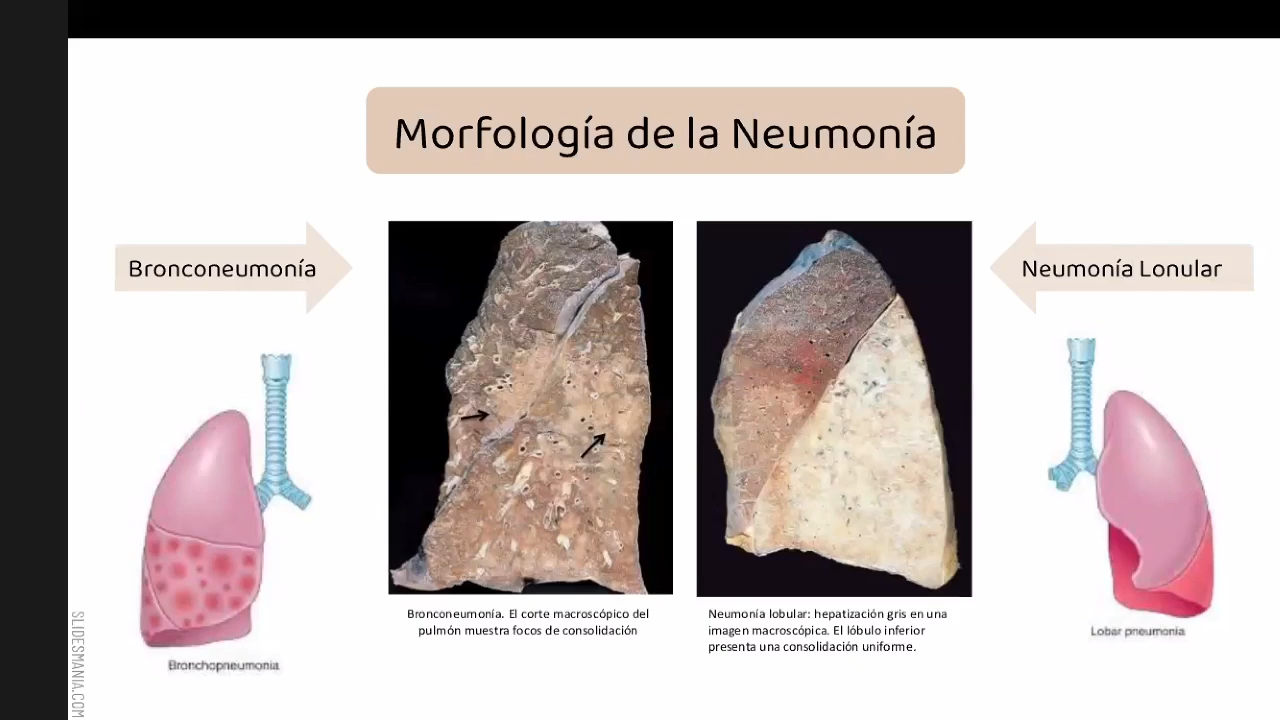 Morfología de la Neumonía
Bronconeumonía
Neumonía Lonular
Bronconeumonía. El corte macroscópico del
pulmón muestra focos de consolidación
Neumonía lobular: hepatización gris en una
imagen macroscópica. El lóbulo inferior
presenta una consolidación uniforme.
Bronchopneumonia
Lobar pneumonia
SLIDESMANIA.COM